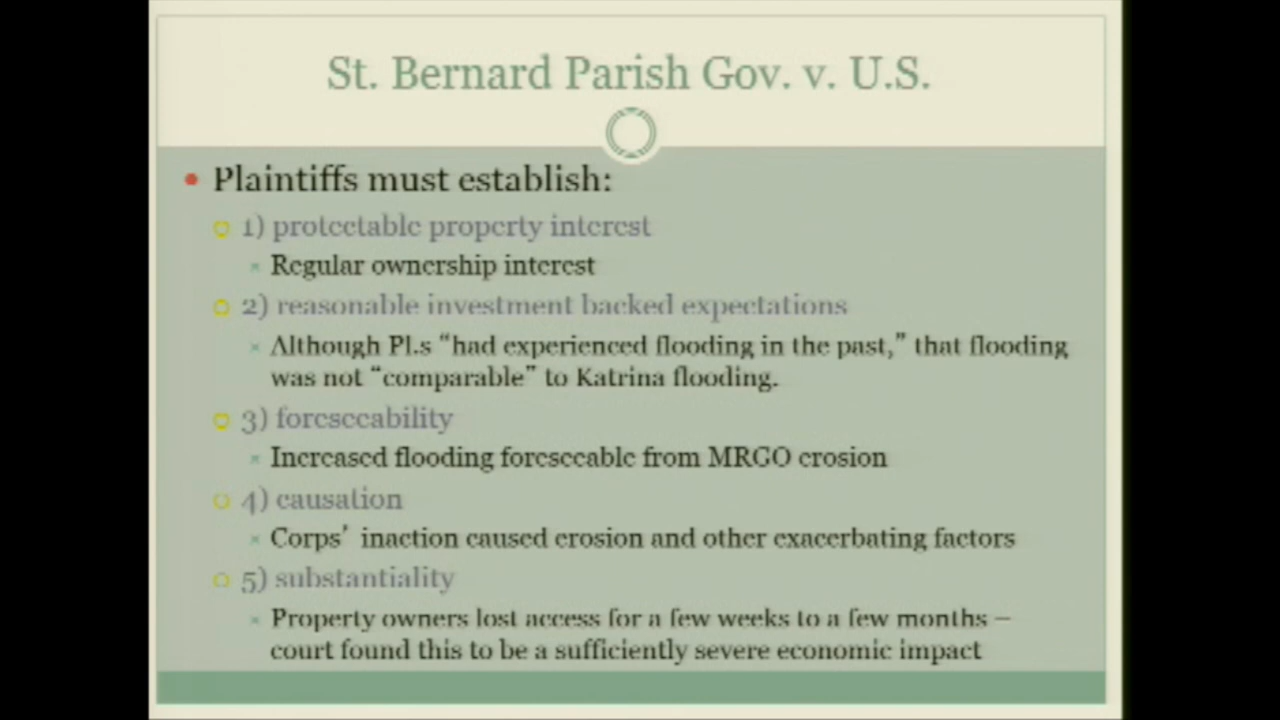 St. Bernard Parish Gov. v. U.S.
Plaintiffs must establish:
1) protectable property interest
Regular ownership interest
2) reasonable investment backed expectations
Although Pl.s “had experienced flooding in the past,” that flooding
was not “comparable” to Katrina flooding.
3) foreseeability
Increased flooding foreseeable from MRGO erosion
4) causation
Corps’ inaction caused erosion and other exacerbating factors
5) substantiality
Property owners lost access for a few weeks to a few months –
court found this to be a sufficiently severe economic impact